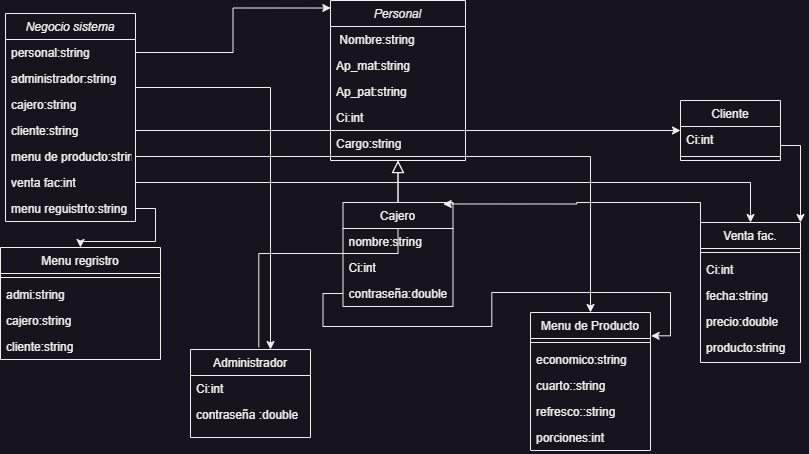 Negocio sistema
personal:string
administrador:string
cajero:string
cliente:string
menu de producto:strin
venta fac:int
menu reguistrto:string
Personal
Nombre:string
Ap_mat:string
Ap_pat:string
Ci:int
Cargo:string
Cliente
Ci:int
Cajero
nombre:string
Ci:int
contraseña:double
Venta fac.
Ci:int
fecha:string
precio:double
producto:string
Menu regristro
admi:string
cajero:string
cliente:string
Administrador
Ci:int
contraseña :double
Menu de Producto
economico:string
cuarto::string
refresco::string
porciones:int